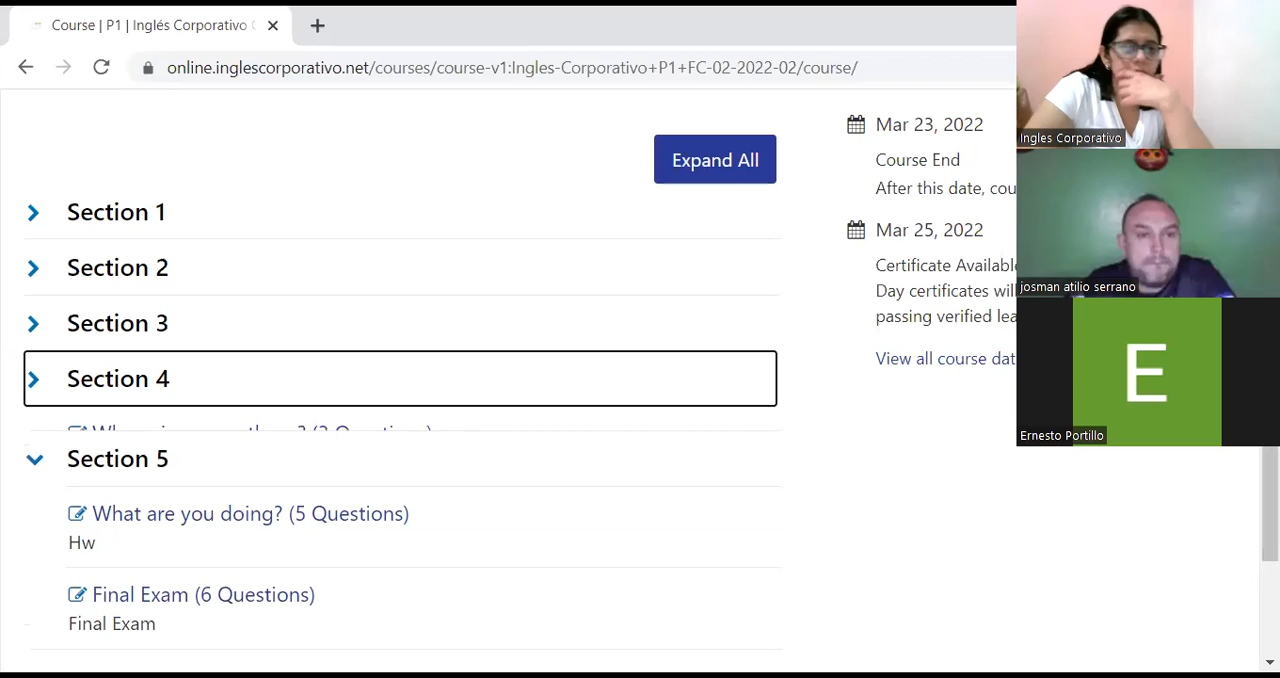 Course | P1 | Inglés Corporativo
online.inglescorporativo.net/courses/course-v1:Ingles-Corporativo+P1+FC-02-2022-02/course/
Expand All
Section 1
Section 2
Section 3
Section 4
Section 5
What are you doing? (5 Questions)
Hw
Final Exam (6 Questions)
Final Exam
Mar 23, 2022
Course End
After this date, cou
Mar 25, 2022
Certificate Available
Day certificates wil
passing verified lea
View all course dat
Ingles Corporativo
josman atilio serrano
E
Ernesto Portillo